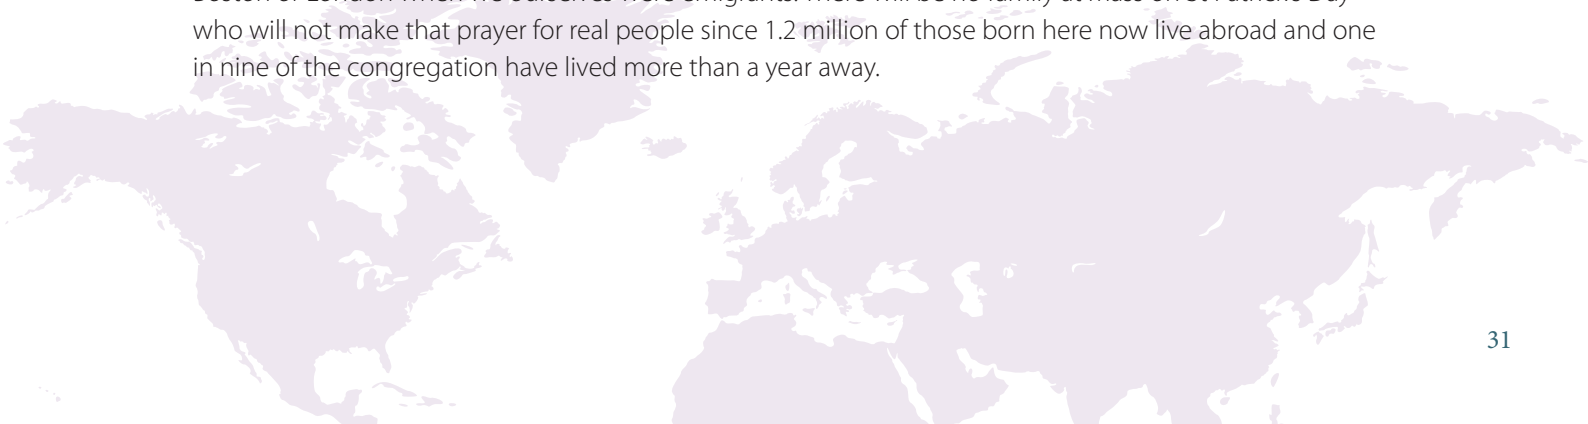 Boston or London when we ourselves were emigrants. There will be no family at mass on St Patrick's Day
who will not make that prayer for real people since 1.2 million of those born here now live abroad and one
in nine of the congregation have lived more than a year away.
31